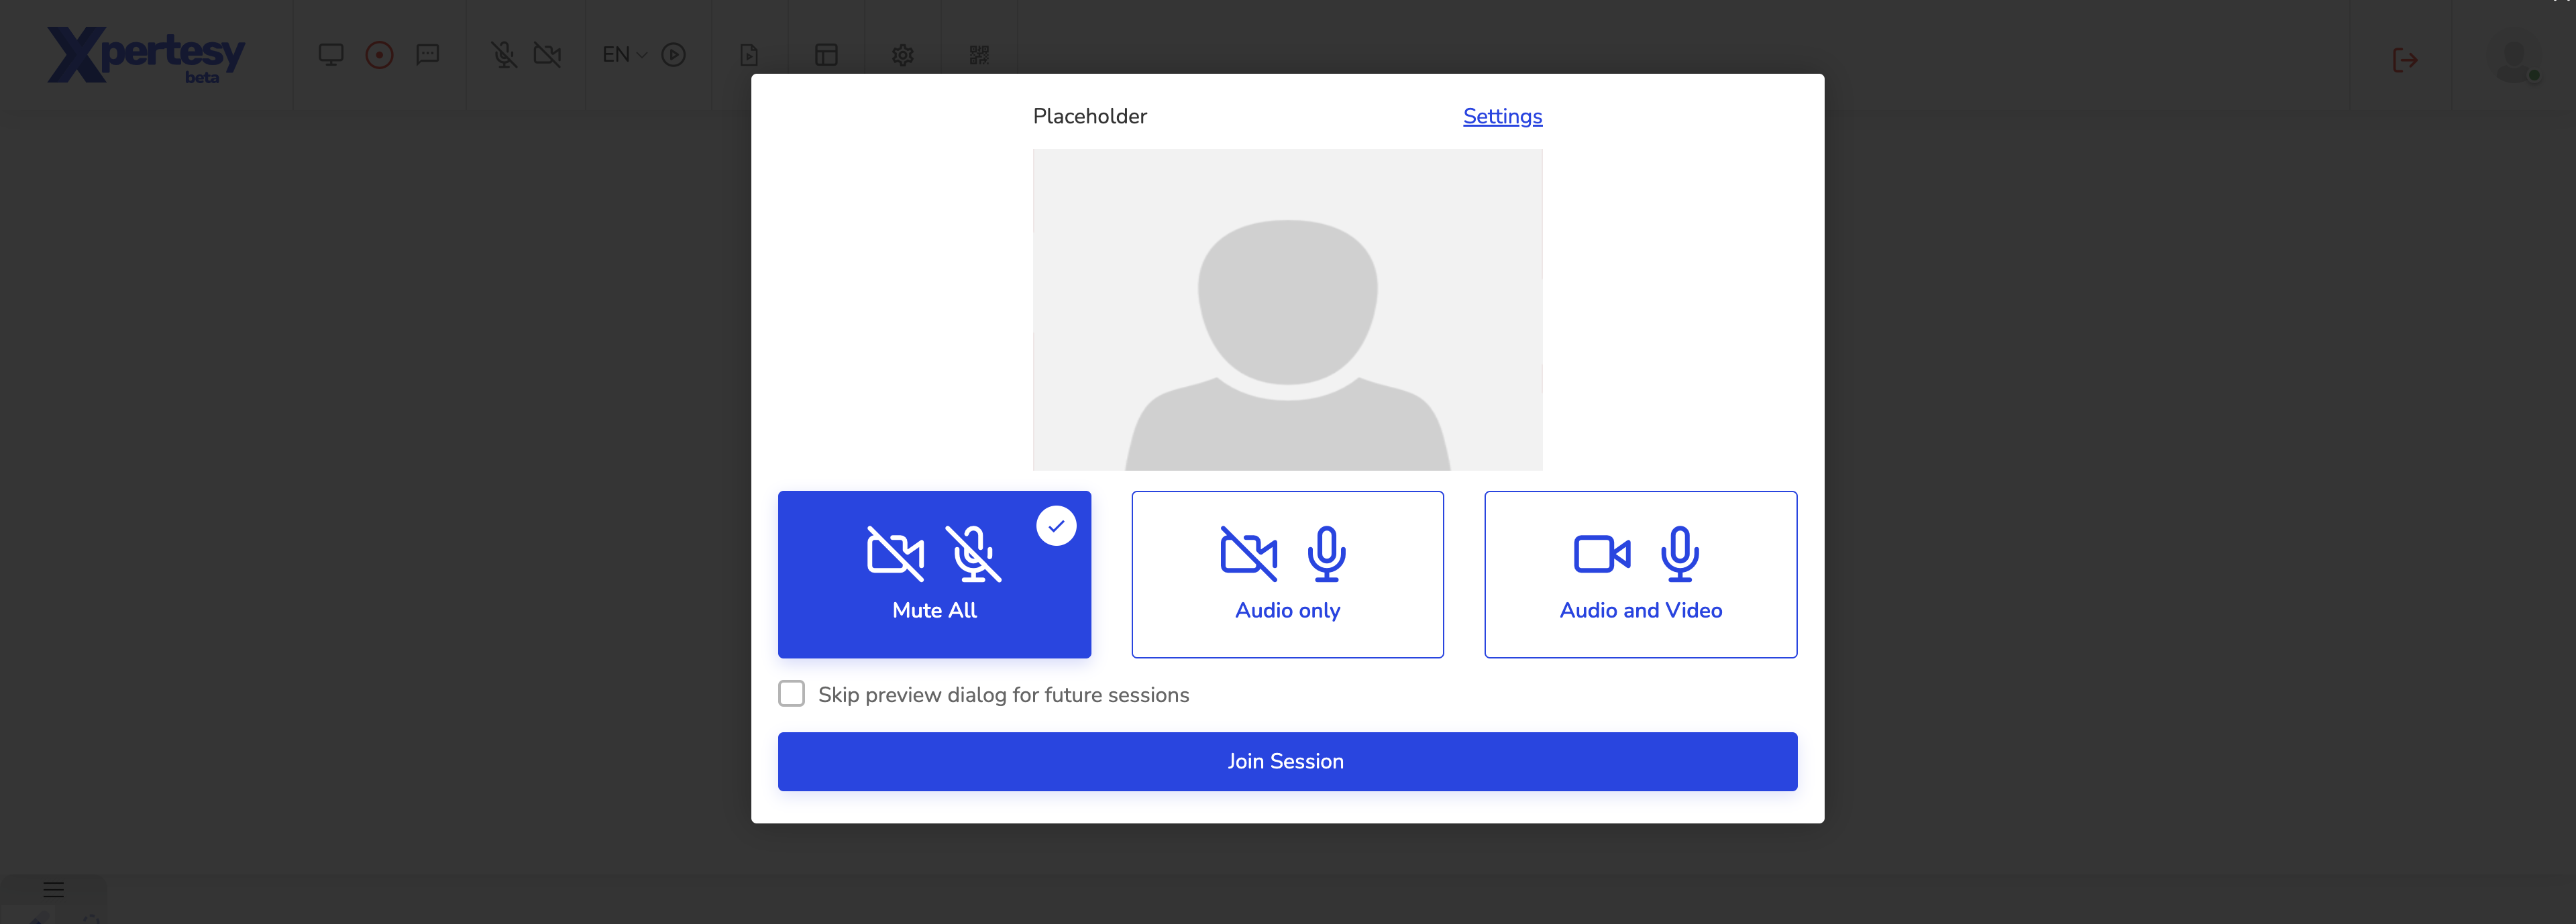 Xpertesy
beta
EN
Placeholder
Settings
Mute All
Audio only
Audio and Video
Skip preview dialog for future sessions
Join Session